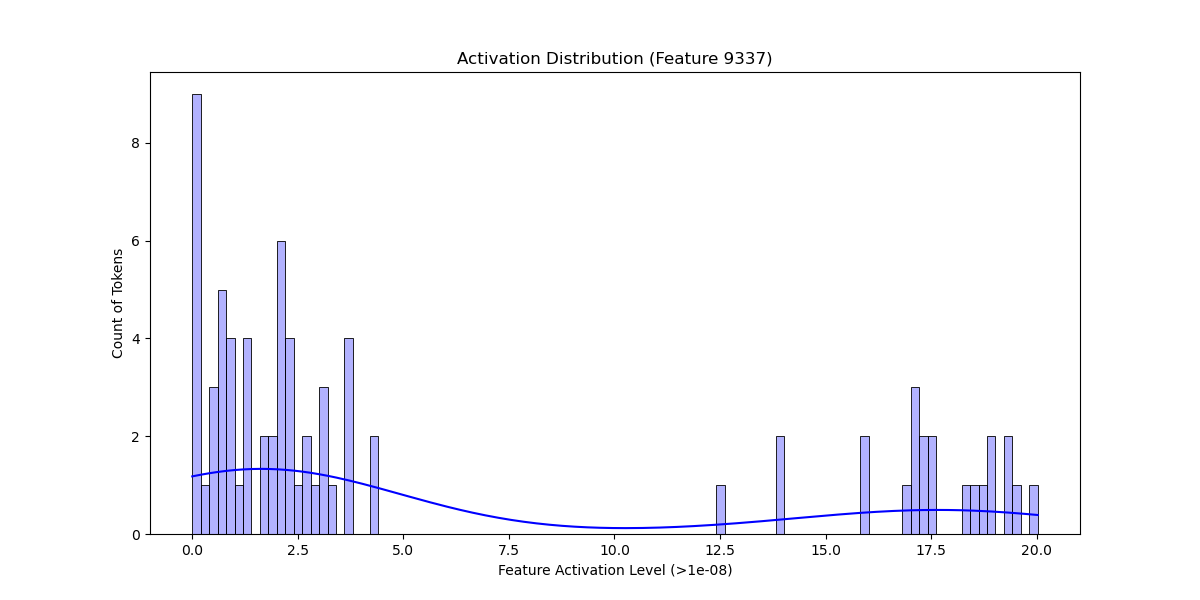 Activation Distribution (Feature 9337)
Count of Tokens
8
6
4
2
0
0.0 2.5 5.0 7.5 10.0 12.5 15.0 17.5 20.0
Feature Activation Level (>1e-08)